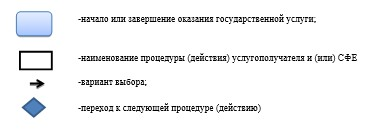 -начало или завершение оказания государственной услуги;
-наименование процедуры (действия) услугополучателя и (или) СФЕ
-вариант выбора;
-переход к следующей процедуре (действию)